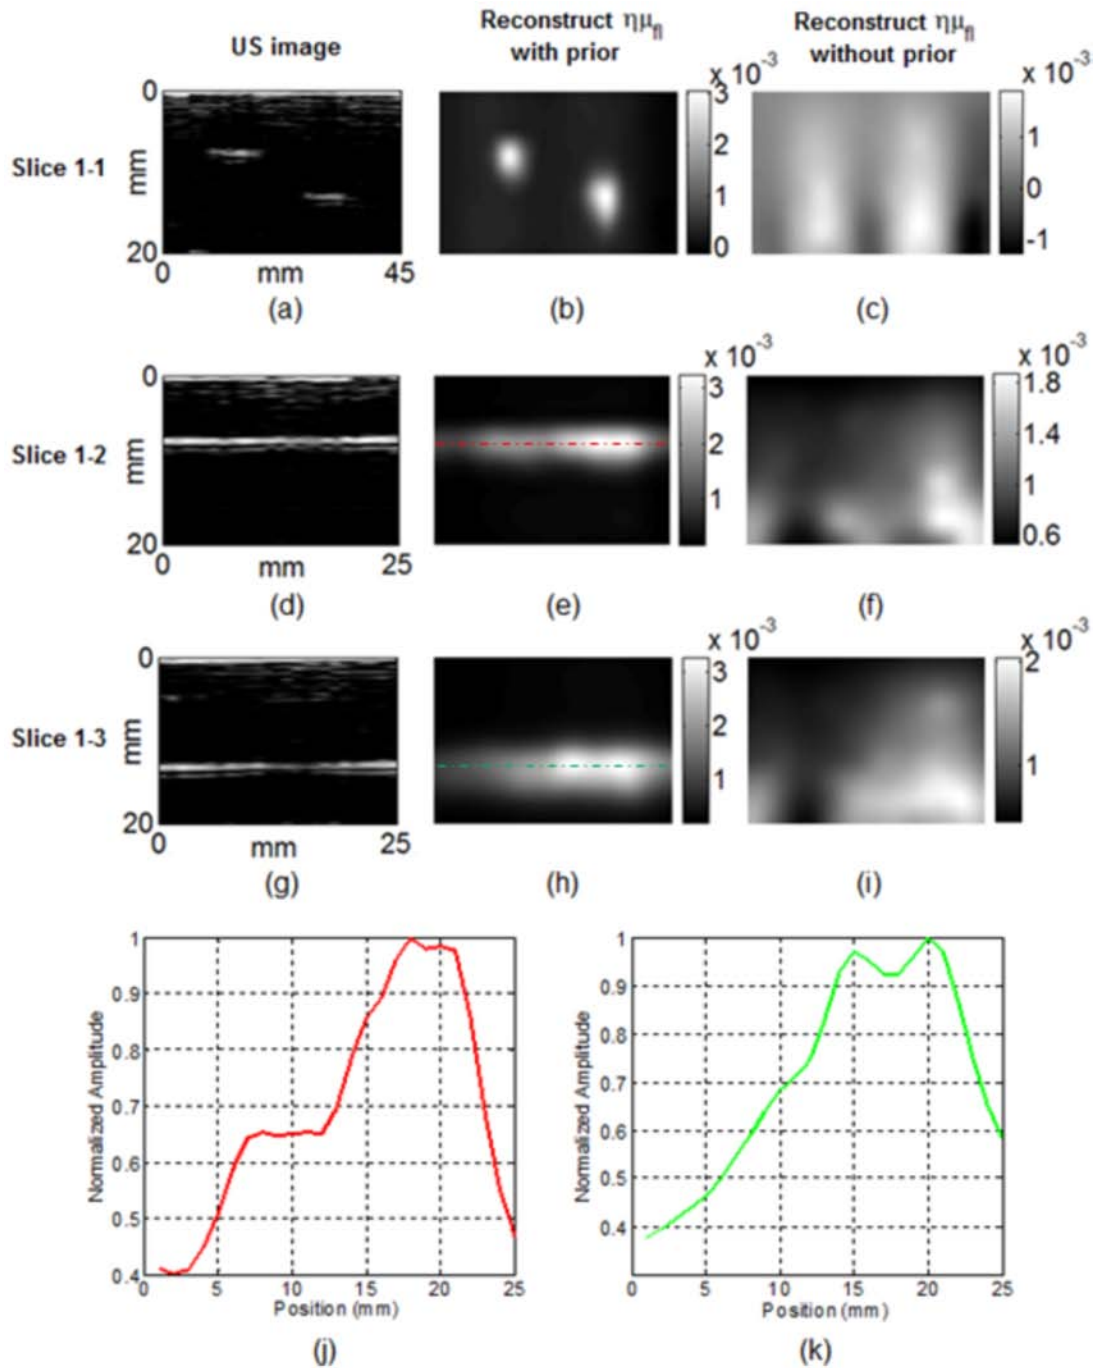 US image
Reconstruct ημfl
with prior
Reconstruct ημfl
without prior
Slice 1-1
0
mm
20
0 mm 45
(a)
x 10-3
3
2
1
0
(b)
x 10-3
1
0
-1
(c)
Slice 1-2
0
mm
20
0 mm 25
(d)
x 10-3
3
2
1
(e)
x 10-3
1.8
1.4
1
0.6
(f)
Slice 1-3
0
mm
20
0 mm 25
(g)
x 10-3
3
2
1
(h)
x 10-3
2
1
(i)
Normalized Amplitude
1
0.9
0.8
0.7
0.6
0.5
0.4
0 5 10 15 20 25
Position (mm)
(j)
Normalized Amplitude
1
0.9
0.8
0.7
0.6
0.5
0.4
0 5 10 15 20 25
Position (mm)
(k)